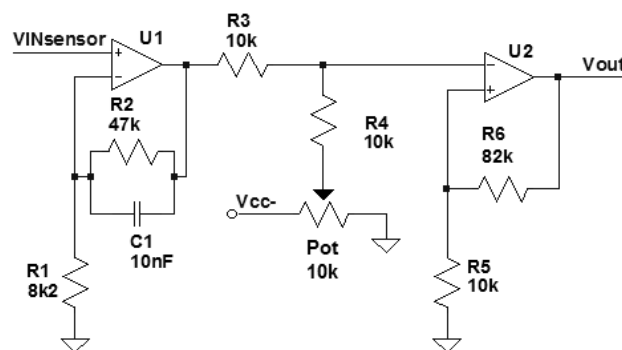 VINsensor
U1
+
-
R3
10k
R2
47k
C1
10nF
R1
8k2
R4
10k
Vcc-
Pot
10k
U2
-
+
Vout
R6
82k
R5
10k